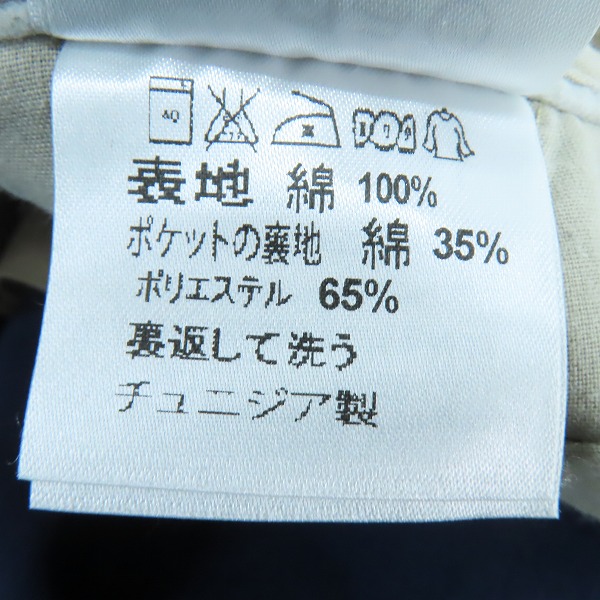 表地 綿 100%
ポケットの裏地 綿 35%
ポリエステル 65%
裏返して洗う
チュニジア製